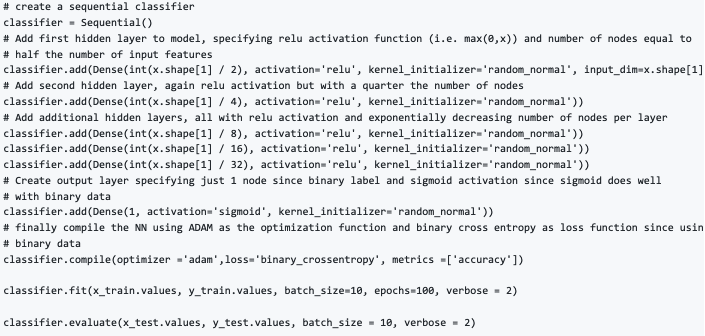 # create a sequential classifier
classifier = Sequential()
# Add first hidden layer to model, specifying relu activation function (i.e. max(0,x)) and number of nodes equal to
# half the number of input features
classifier.add(Dense(int(x.shape[1] / 2), activation='relu', kernel_initializer='random_normal', input_dim=x.shape[1]
# Add second hidden layer, again relu activation but with a quarter the number of nodes
classifier.add(Dense(int(x.shape[1] / 4), activation='relu', kernel_initializer='random_normal'))
# Add additional hidden layers, all with relu activation and exponentially decreasing number of nodes per layer
classifier.add(Dense(int(x.shape[1] / 8), activation='relu', kernel_initializer='random_normal'))
classifier.add(Dense(int(x.shape[1] / 16), activation='relu', kernel_initializer='random_normal'))
classifier.add(Dense(int(x.shape[1] / 32), activation='relu', kernel_initializer='random_normal'))
# Create output layer specifying just 1 node since binary label and sigmoid activation since sigmoid does well
# with binary data
classifier.add(Dense(1, activation='sigmoid', kernel_initializer='random_normal'))
# finally compile the NN using ADAM as the optimization function and binary cross entropy as loss function since usin
# binary data
classifier.compile(optimizer ='adam',loss='binary_crossentropy', metrics =['accuracy'])
classifier.fit(x_train.values, y_train.values, batch_size=10, epochs=100, verbose = 2)
classifier.evaluate(x_test.values, y_test.values, batch_size = 10, verbose = 2)